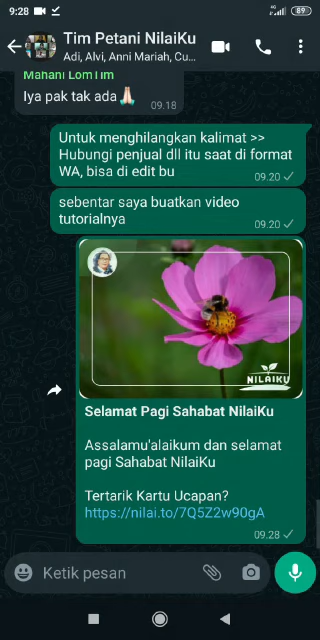 9:28
89
Tim Petani NilaiKu
Adi, Alvi, Anni Mariah, Cu...
Mahani LomTim
Iya pak tak ada🙏🏻
09.18
Untuk menghilangkan kalimat >>
Hubungi penjual dll itu saat di format
WA, bisa di edit bu
09.20
sebentar saya buatkan video
tutorialnya
09.20
NILAIKU
Selamat Pagi Sahabat NilaiKu
Assalamu'alaikum dan selamat
pagi Sahabat NilaiKu
Tertarik Kartu Ucapan?
https://nilai.to/7Q5Z2w90gA
09.28
Ketik pesan